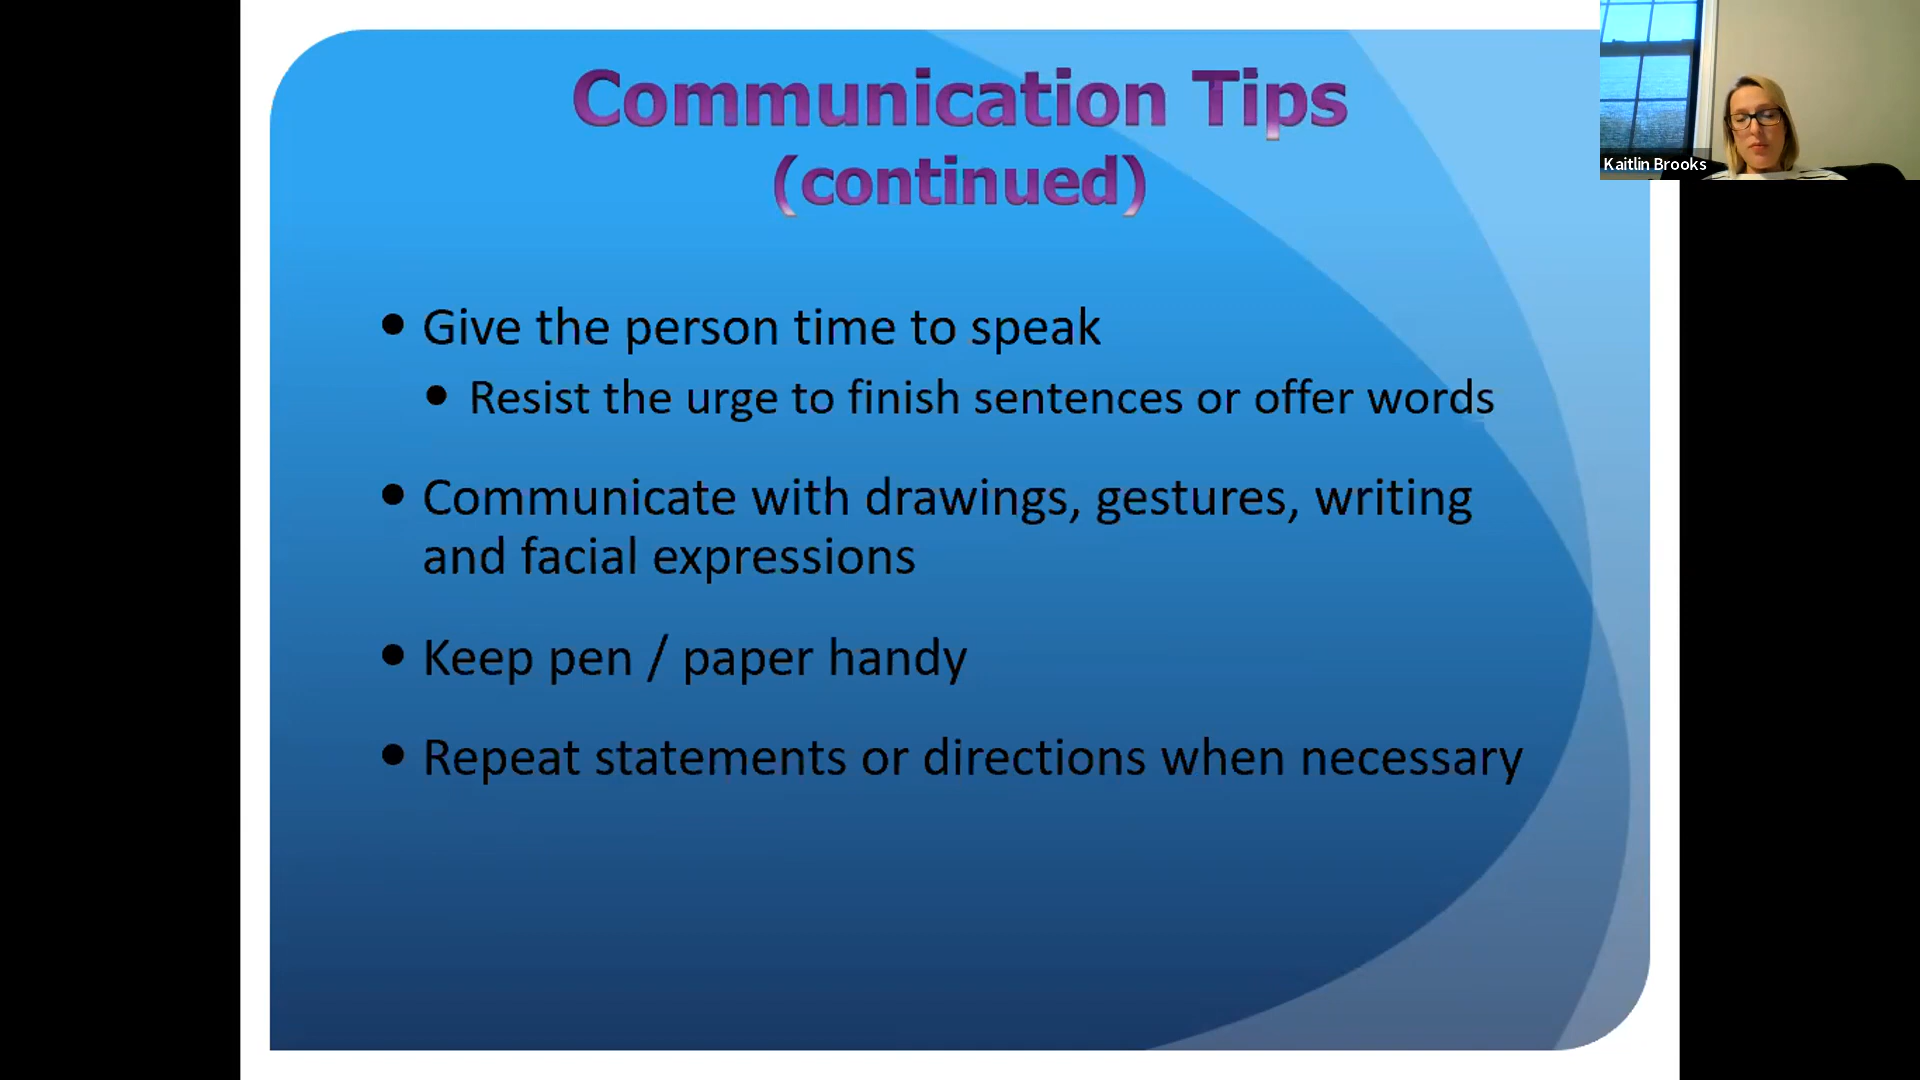 Communication Tips
(continued)
Kaitlin Brooks
• Give the person time to speak
• Resist the urge to finish sentences or offer words
• Communicate with drawings, gestures, writing
and facial expressions
• Keep pen / paper handy
• Repeat statements or directions when necessary